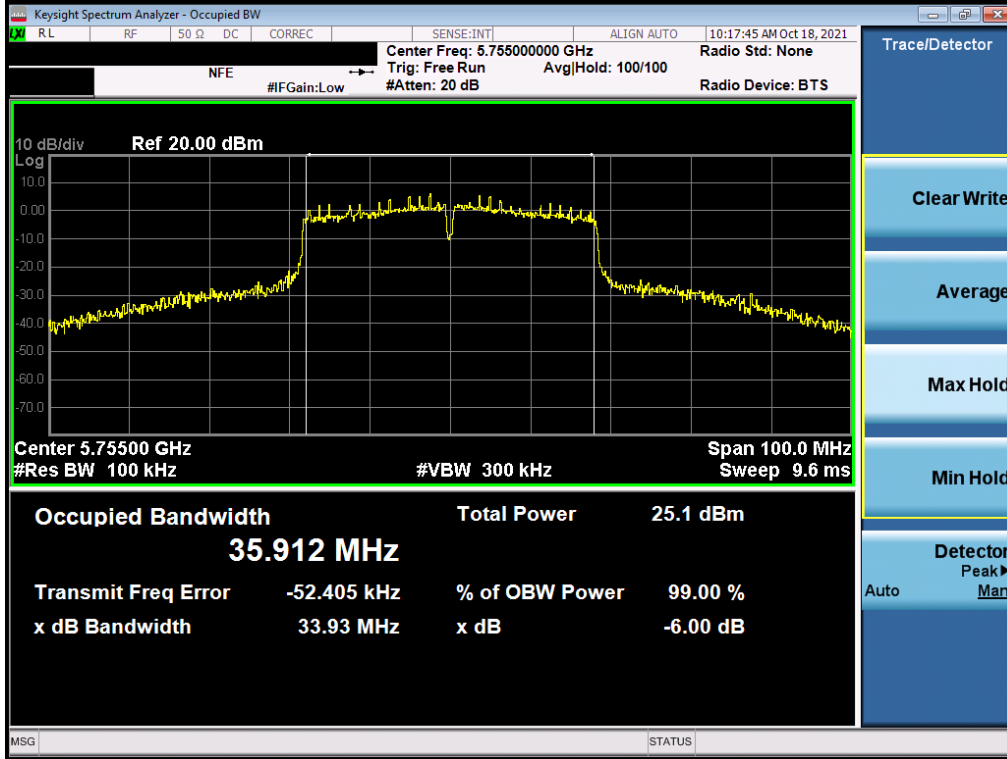 Keysight Spectrum Analyzer - Occupied BW
LXI RL RF 50 Ω DC CORREC SENSE:INT ALIGN AUTO 10:17:45 AM Oct 18, 2021
Center Freq: 5.755000000 GHz Radio Std: None
NFE Trig: Free Run Avg|Hold: 100/100
#IFGain:Low #Atten: 20 dB Radio Device: BTS
Trace/Detector
10 dB/div Ref 20.00 dBm
Log
10.0
0.00
-10.0
-20.0
-30.0
-40.0
-50.0
-60.0
-70.0
Center 5.75500 GHz Span 100.0 MHz
#Res BW 100 kHz #VBW 300 kHz Sweep 9.6 ms
Occupied Bandwidth Total Power 25.1 dBm
35.912 MHz
Transmit Freq Error -52.405 kHz % of OBW Power 99.00 %
x dB Bandwidth 33.93 MHz x dB -6.00 dB
Clear Write
Average
Max Hold
Min Hold
Detector
Peak▶
Auto Man
MSG STATUS